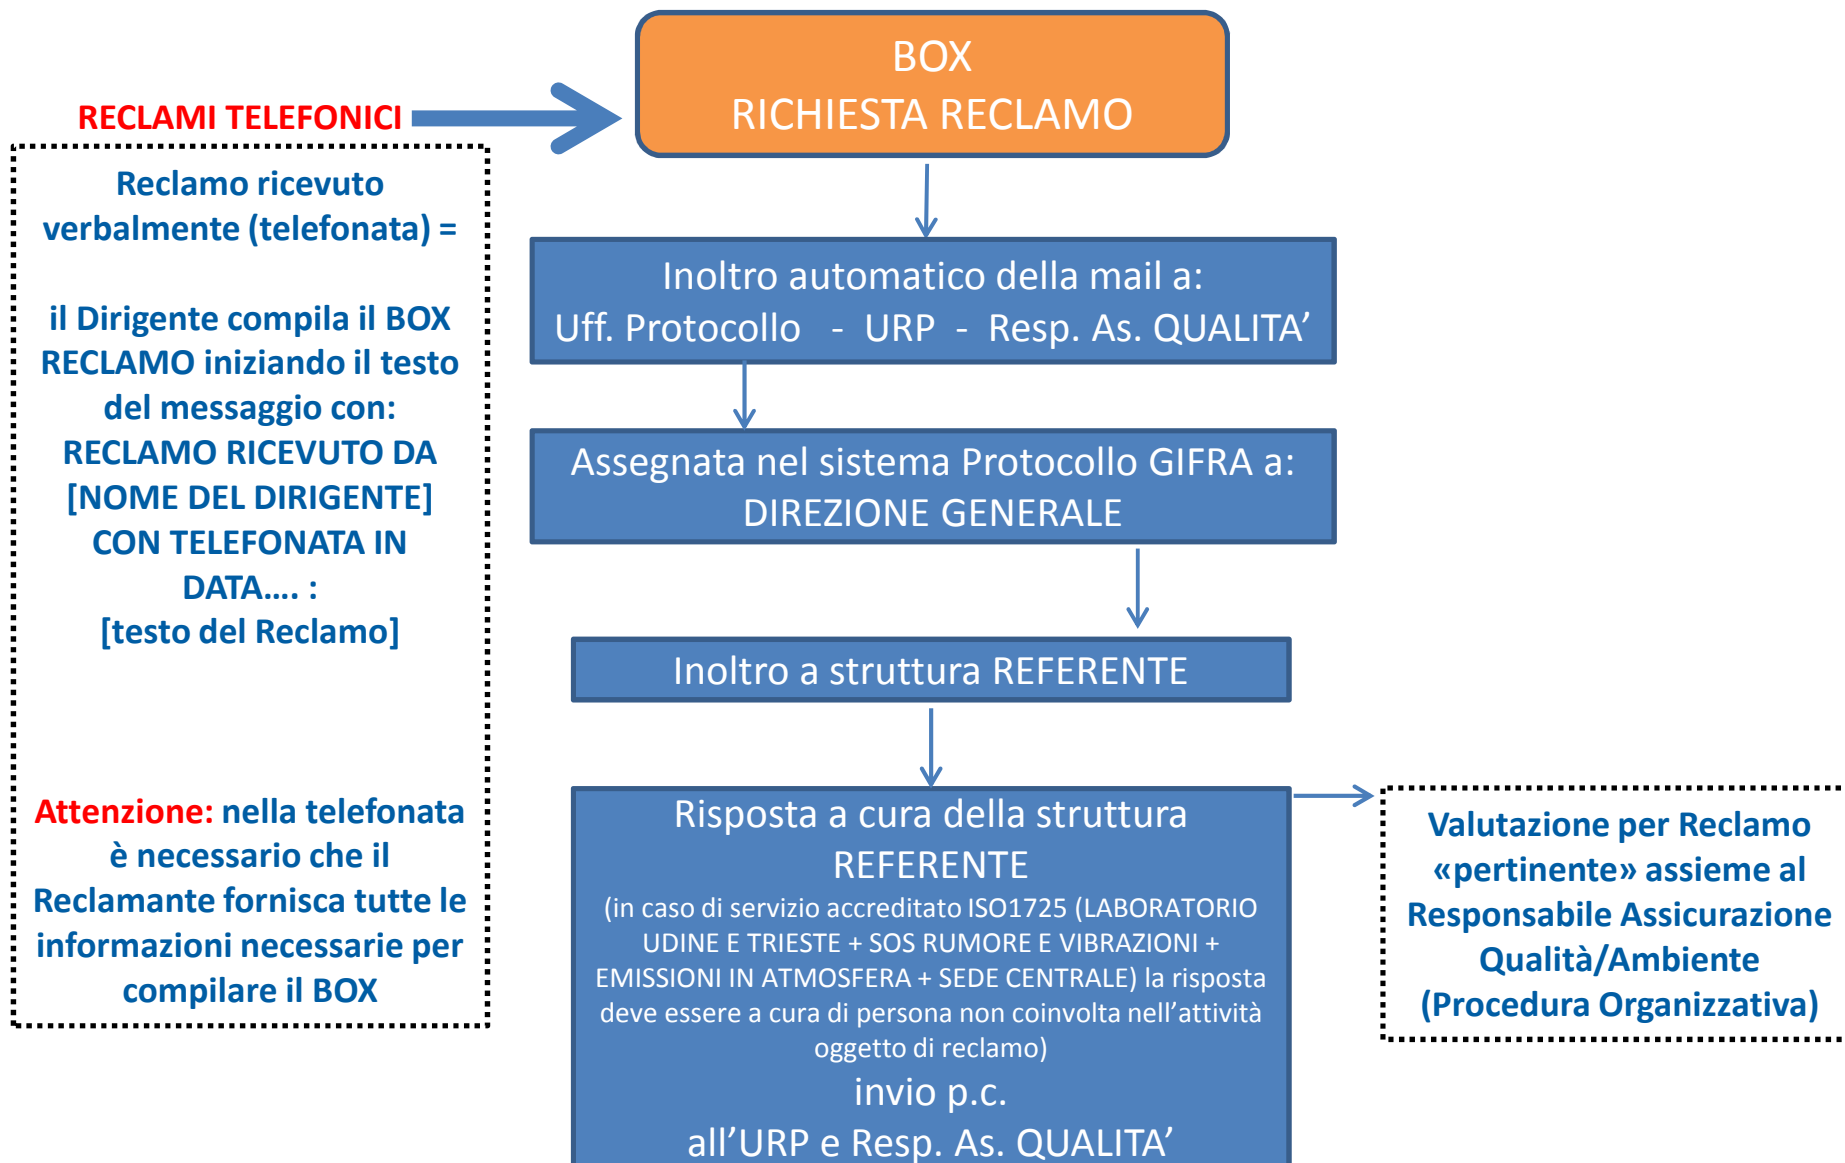 BOX
RICHIESTA RECLAMO
RECLAMI TELEFONICI
Reclamo ricevuto
verbalmente (telefonata) =
il Dirigente compila il BOX
RECLAMO iniziando il testo
del messaggio con:
RECLAMO RICEVUTO DA
[NOME DEL DIRIGENTE]
CON TELEFONATA IN
DATA.... :
[testo del Reclamo]
Attenzione: nella telefonata
è necessario che il
Reclamante fornisca tutte le
informazioni necessarie per
compilare il BOX
Inoltro automatico della mail a:
Uff. Protocollo - URP - Resp. As. QUALITA’
Assegnata nel sistema Protocollo GIFRA a:
DIREZIONE GENERALE
Inoltro a struttura REFERENTE
Risposta a cura della struttura
REFERENTE
(in caso di servizio accreditato ISO1725 (LABORATORIO
UDINE E TRIESTE + SOS RUMORE E VIBRAZIONI +
EMISSIONI IN ATMOSFERA + SEDE CENTRALE) la risposta
deve essere a cura di persona non coinvolta nell’attività
oggetto di reclamo)
invio p.c.
all’URP e Resp. As. QUALITA’
Valutazione per Reclamo
«pertinente» assieme al
Responsabile Assicurazione
Qualità/Ambiente
(Procedura Organizzativa)